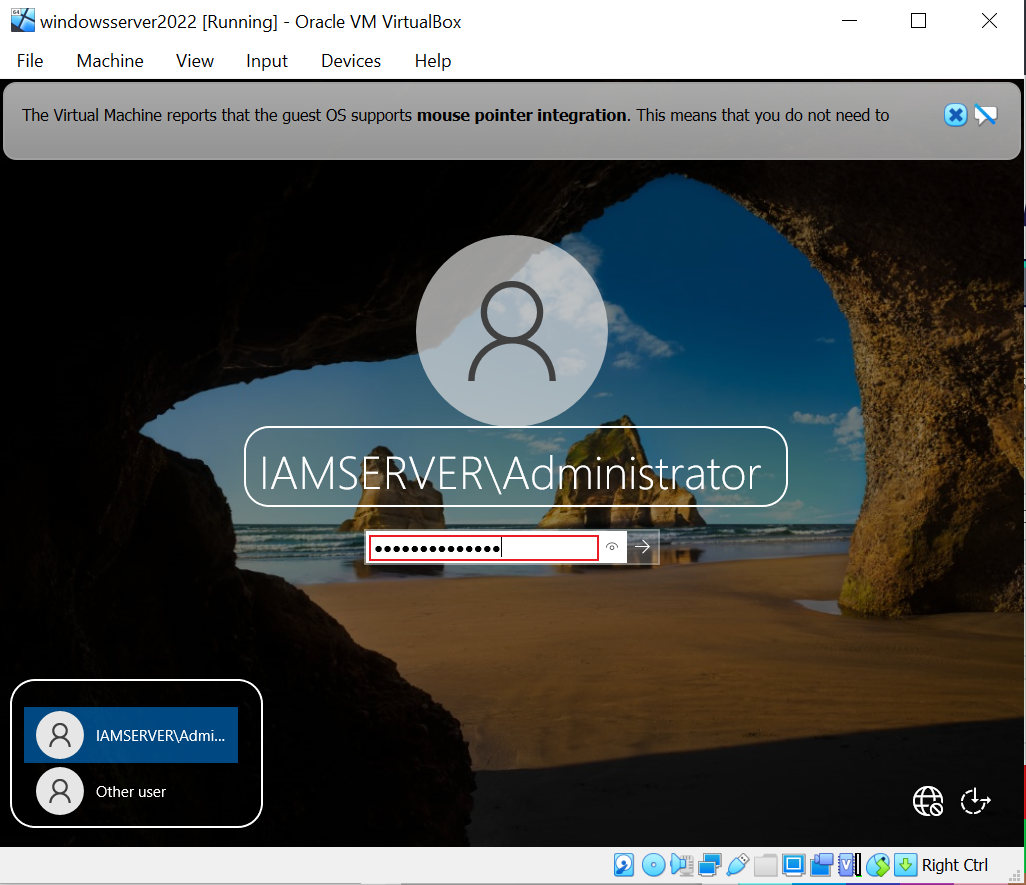 windowsserver2022 [Running] - Oracle VM VirtualBox
File Machine View Input Devices Help
The Virtual Machine reports that the guest OS supports mouse pointer integration. This means that you do not need to
IAMSERVER\Administrator
IAMSERVER\Admi...
Other user
Right Ctrl